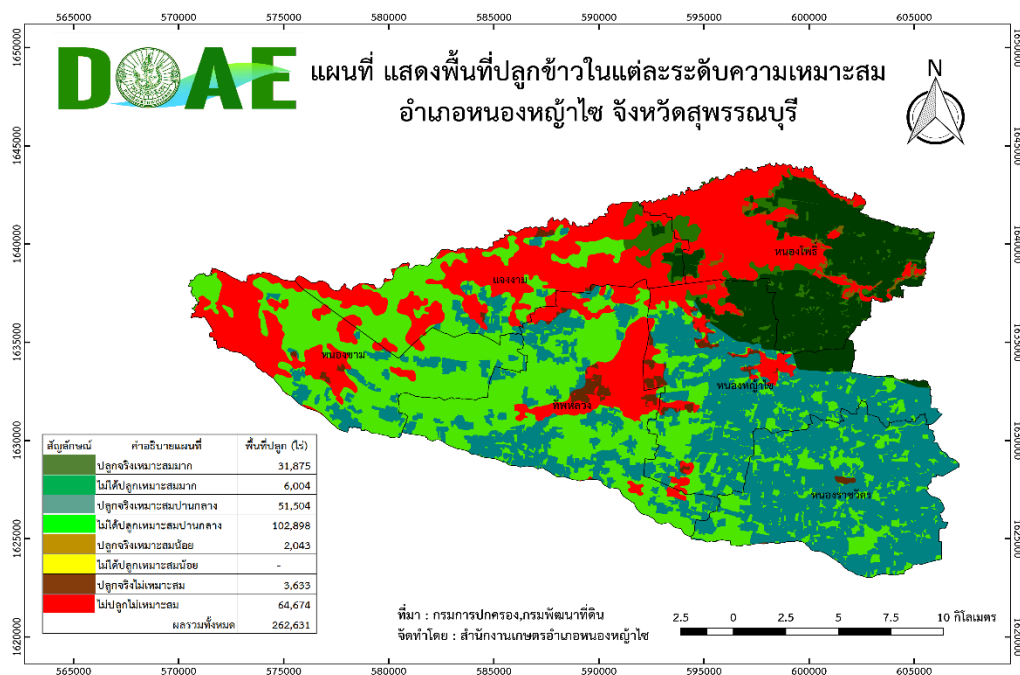 565000 570000 575000 580000 585000 590000 595000 600000 605000
DOAE
แผนที่ แสดงพื้นที่ปลูกข้าวในแต่ละระดับความเหมาะสม
อำเภอหนองหญ้าไซ จังหวัดสุพรรณบุรี
N
1650000 1650000
1645000 1645000
1640000 1640000
1635000 1635000
1630000 1630000
1625000 1625000
1620000 1620000
หนองโพธิ์
แจงงาม
หนองขาม
หนองหญ้าไซ
ทัพหลวง
หนองราชวัตร
สัญลักษณ์ คำอธิบายแผนที่ พื้นที่ปลูก (ไร่)
ปลูกจริงเหมาะสมมาก 31,875
ไม่ได้ปลูกเหมาะสมมาก 6,004
ปลูกจริงเหมาะสมปานกลาง 51,504
ไม่ได้ปลูกเหมาะสมปานกลาง 102,898
ปลูกจริงเหมาะสมน้อย 2,043
ไม่ได้ปลูกเหมาะสมน้อย -
ปลูกจริงไม่เหมาะสม 3,633
ไม่ปลูกไม่เหมาะสม 64,674
ผลรวมทั้งหมด 262,631
ที่มา : กรมการปกครอง,กรมพัฒนาที่ดิน
จัดทำโดย : สำนักงานเกษตรอำเภอหนองหญ้าไซ
2.5 0 2.5 5 7.5 10 กิโลเมตร
565000 570000 575000 580000 585000 590000 595000 600000 605000